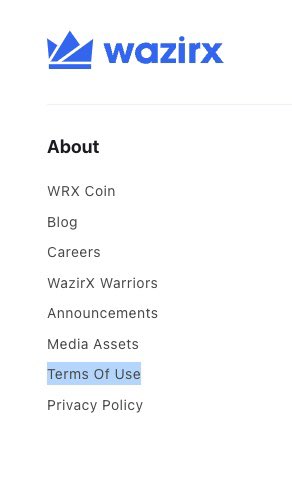 wazirx
About
WRX Coin
Blog
Careers
WazirX Warriors
Announcements
Media Assets
Terms Of Use
Privacy Policy